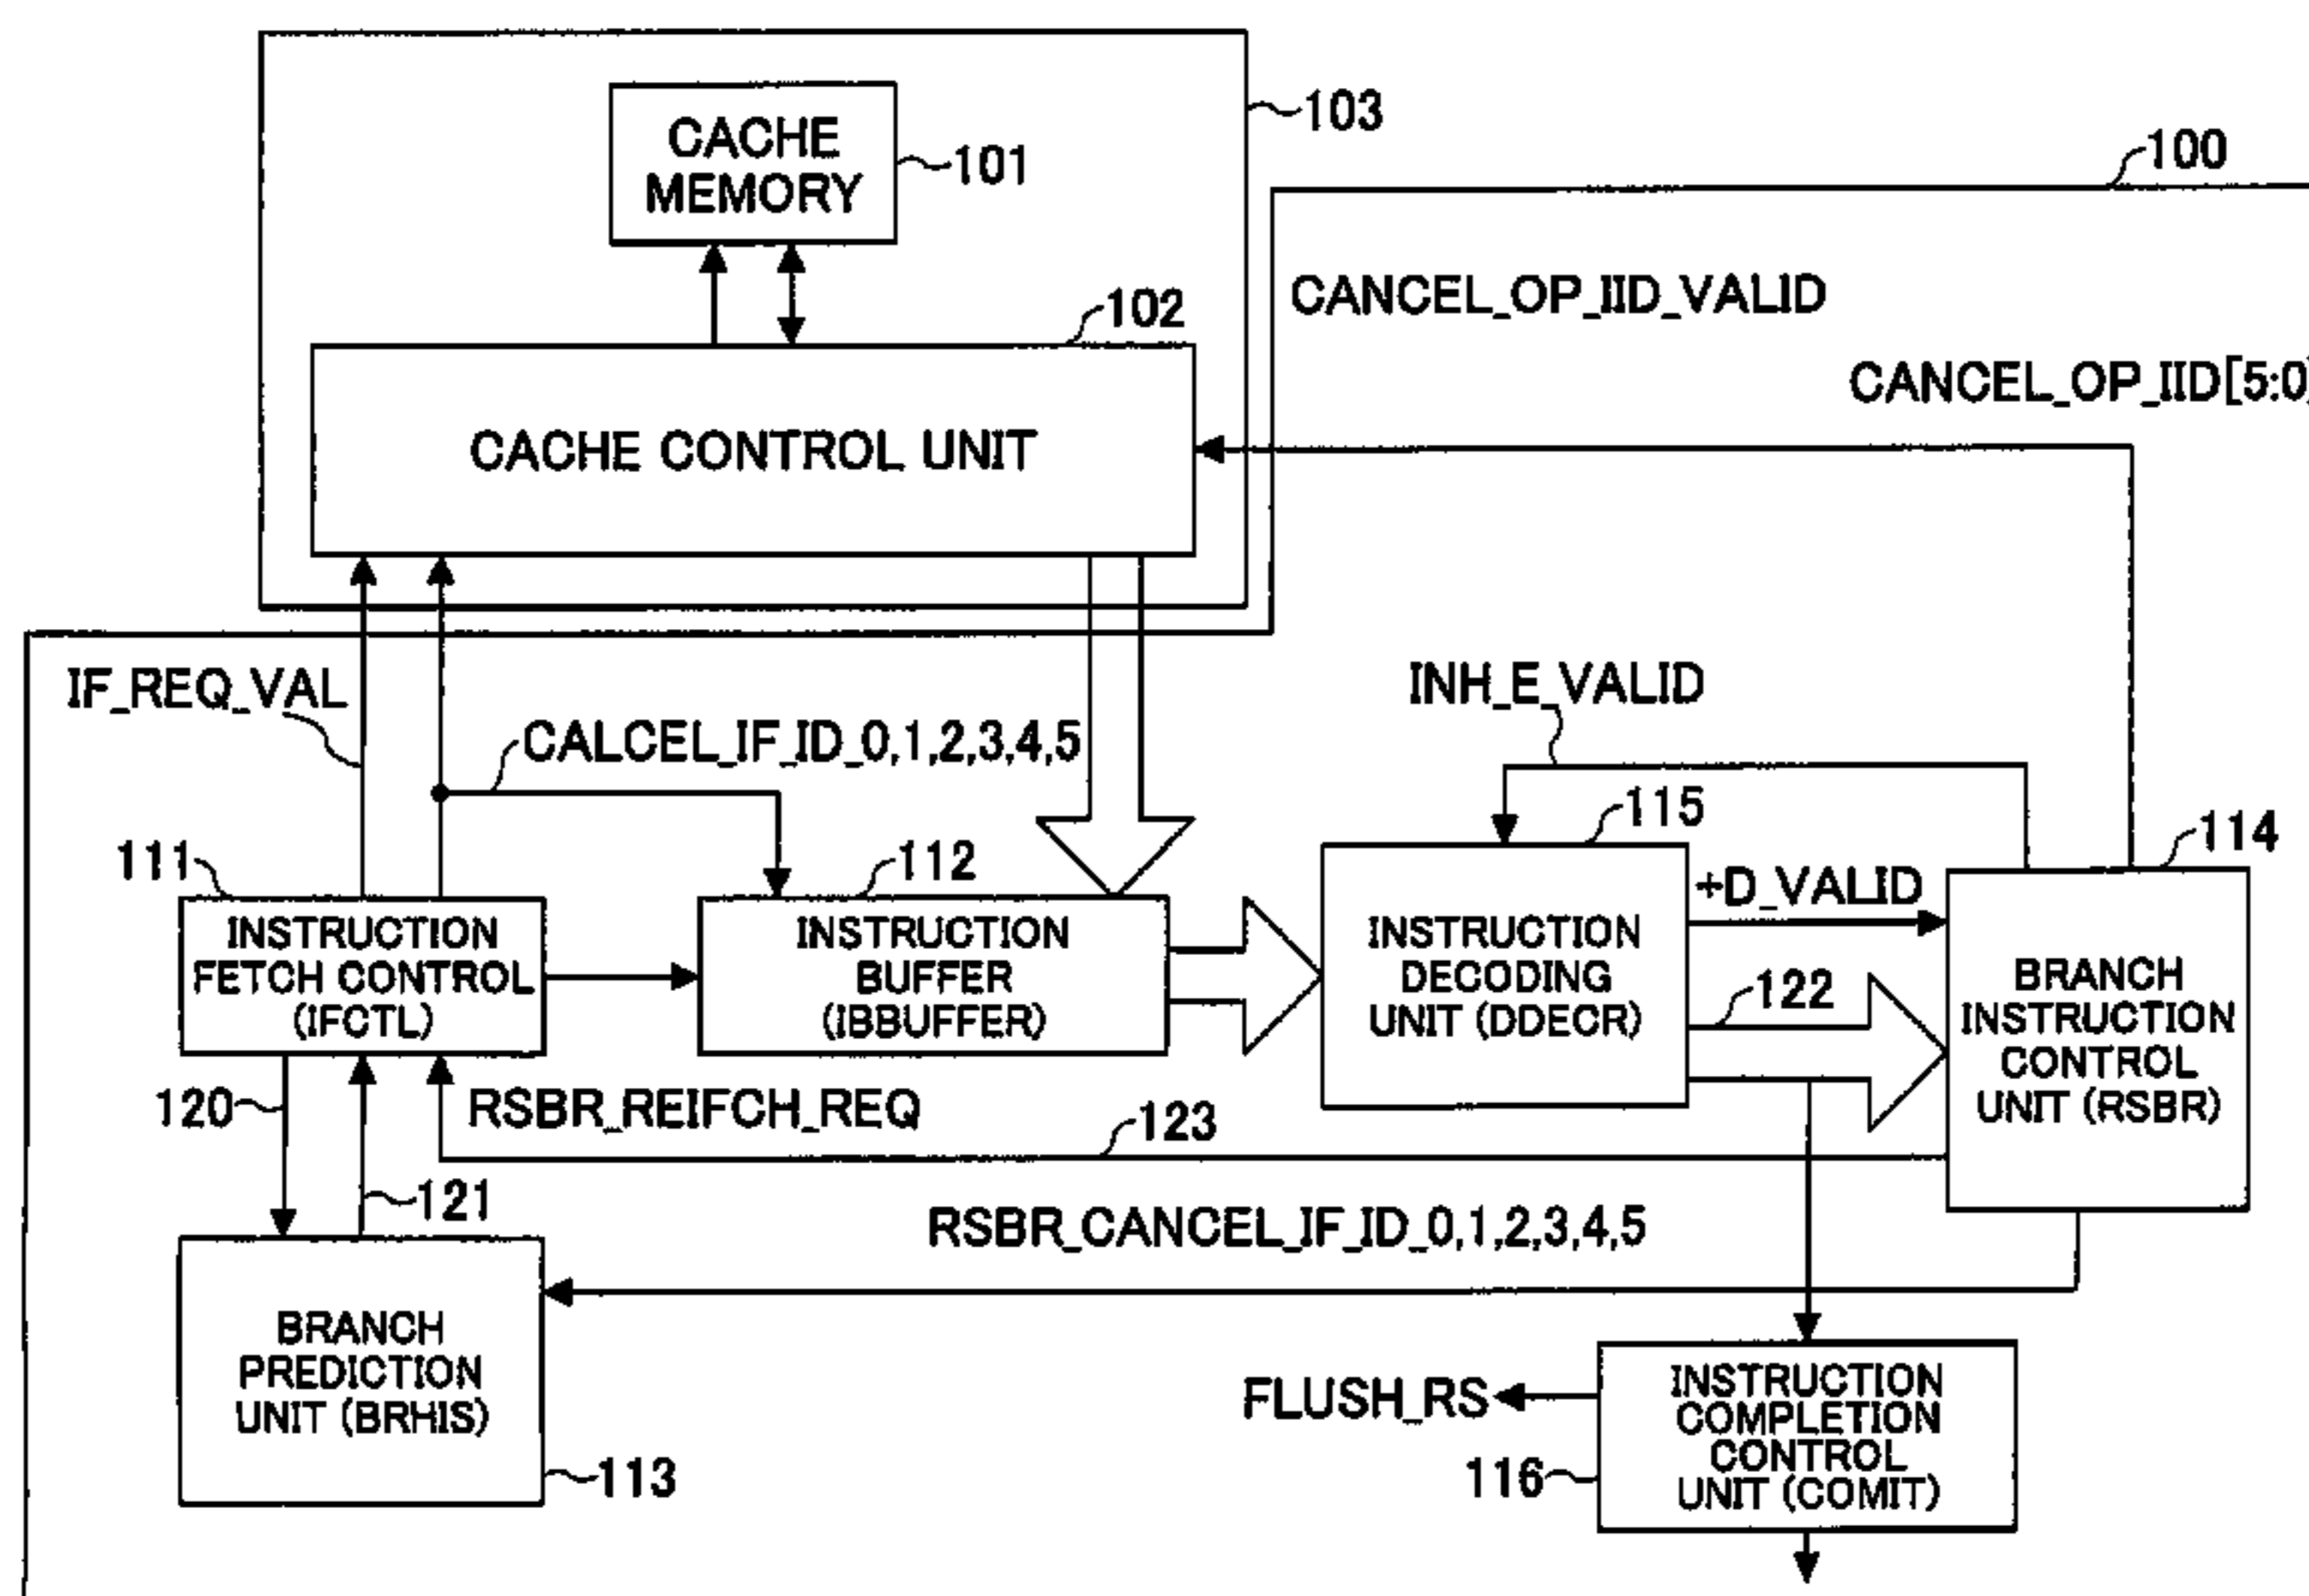 103
CACHE
MEMORY
101
100
CANCEL_OP_IID_VALID
102
CANCEL_OP_IID[5:0]
CACHE CONTROL UNIT
IF_REQ_VAL
INH_E_VALID
CALCEL_IF_ID_0,1,2,3,4,5
115
111
112
114
+D_VALID
INSTRUCTION
FETCH CONTROL
(IFCTL)
INSTRUCTION
BUFFER
(IBBUFFER)
INSTRUCTION
DECODING
UNIT (DDECR)
122
BRANCH
INSTRUCTION
CONTROL
UNIT (RSBR)
120
RSBR_REIFCH_REQ
123
121
RSBR_CANCEL_IF_ID_0,1,2,3,4,5
BRANCH
PREDICTION
UNIT (BRHIS)
113
FLUSH_RS
INSTRUCTION
COMPLETION
CONTROL
UNIT (COMIT)
116